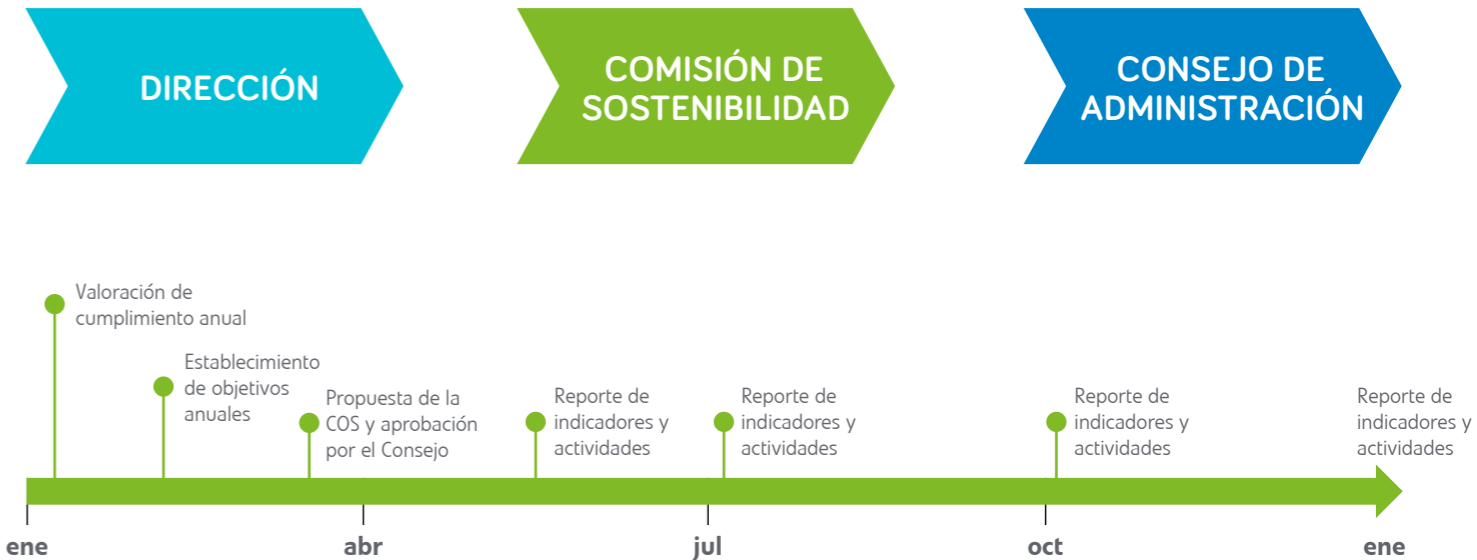 DIRECCIÓN
COMISIÓN DE
SOSTENIBILIDAD
CONSEJO DE
ADMINISTRACIÓN
Valoración de
cumplimiento anual
Establecimiento
de objetivos
anuales
Propuesta de la
COS y aprobación
por el Consejo
Reporte de
indicadores y
actividades
Reporte de
indicadores y
actividades
Reporte de
indicadores y
actividades
Reporte de
indicadores y
actividades
ene
abr
jul
oct
ene